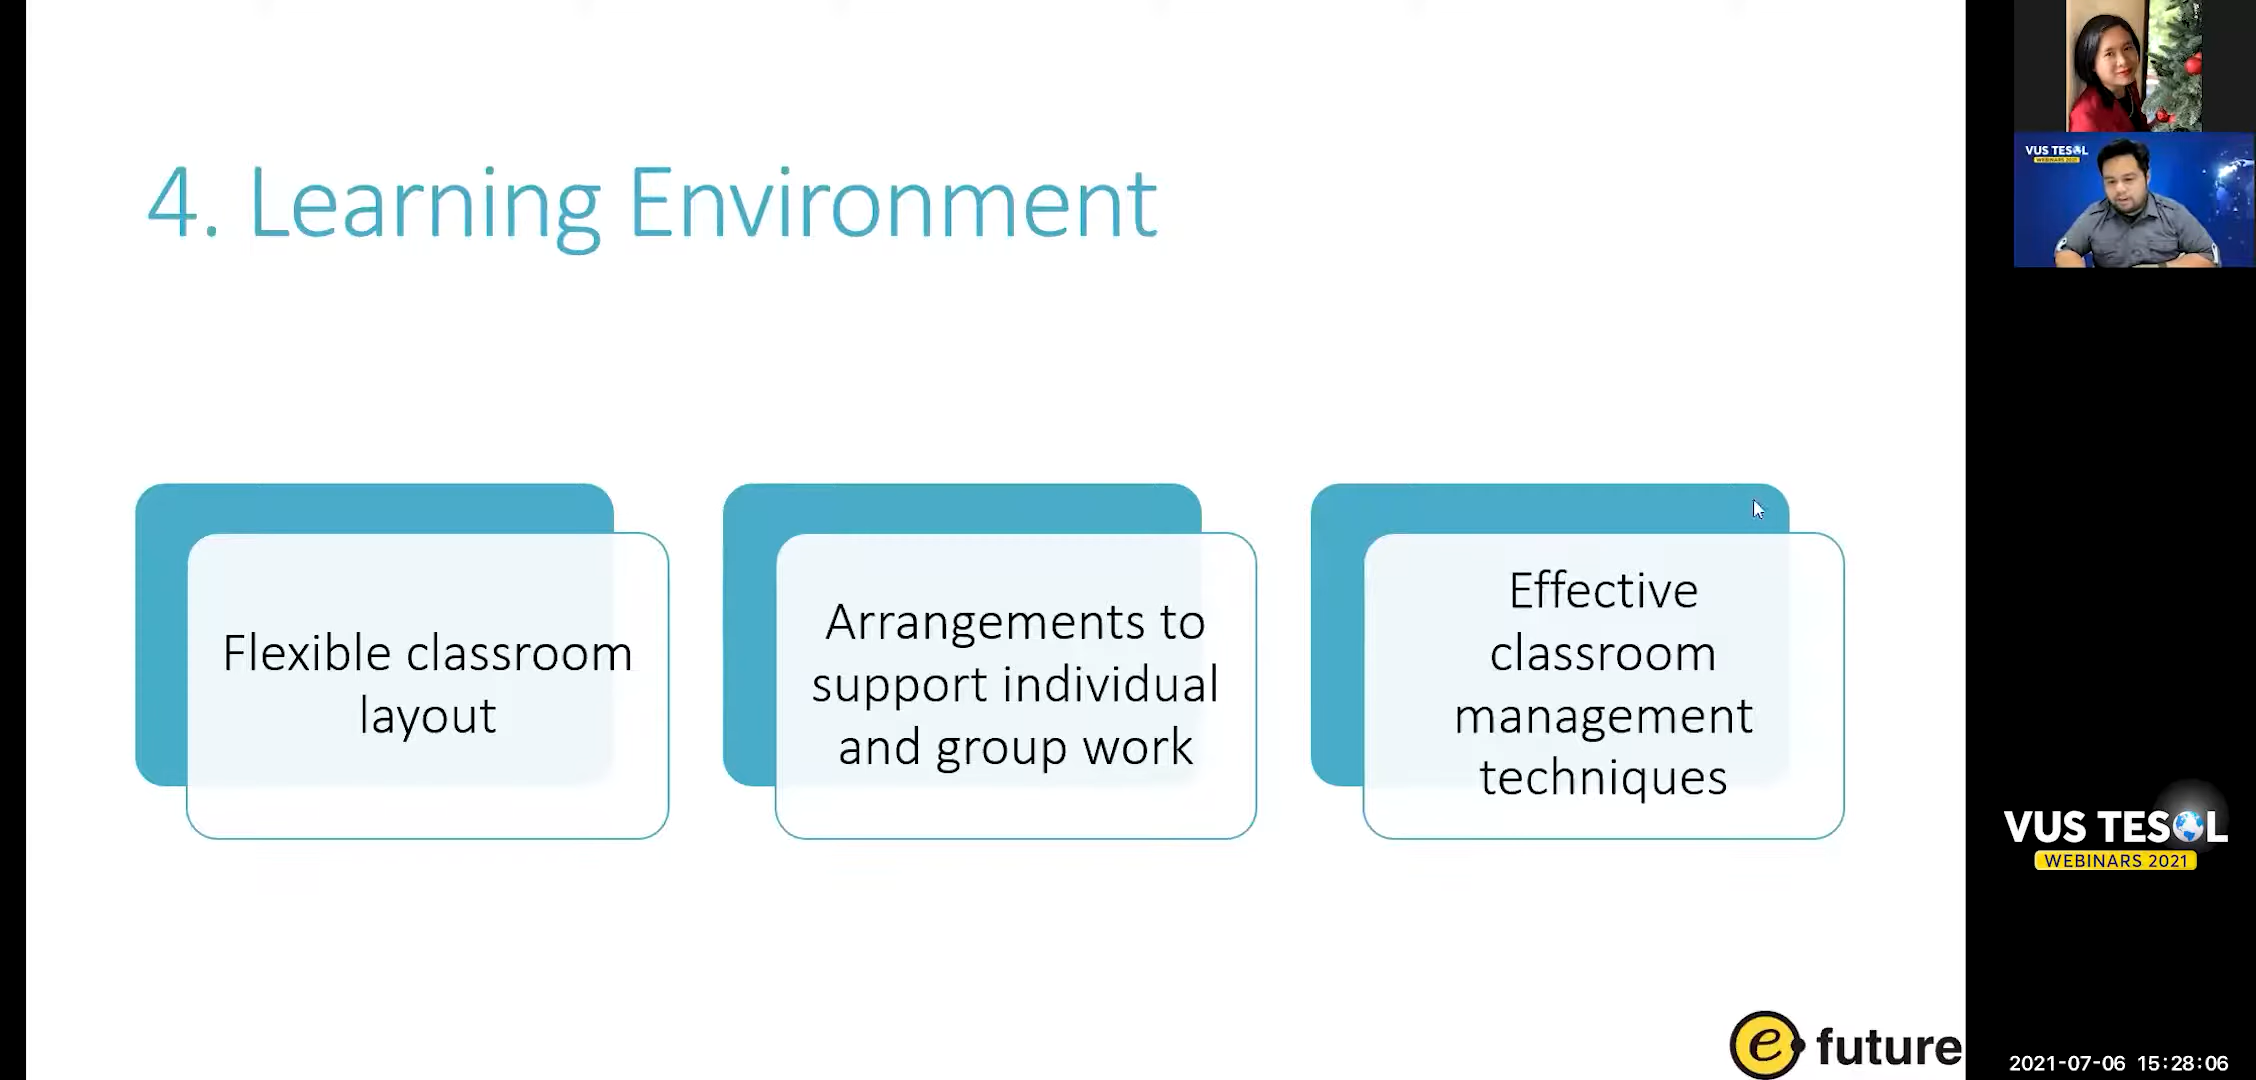 4. Learning Environment
Flexible classroom
layout
Arrangements to
support individual
and group work
Effective
classroom
management
techniques
e future
VUS TESOL
WEBINARS 2021
VUS TESOL
WEBINARS 2021
2021-07-06 15:28:06